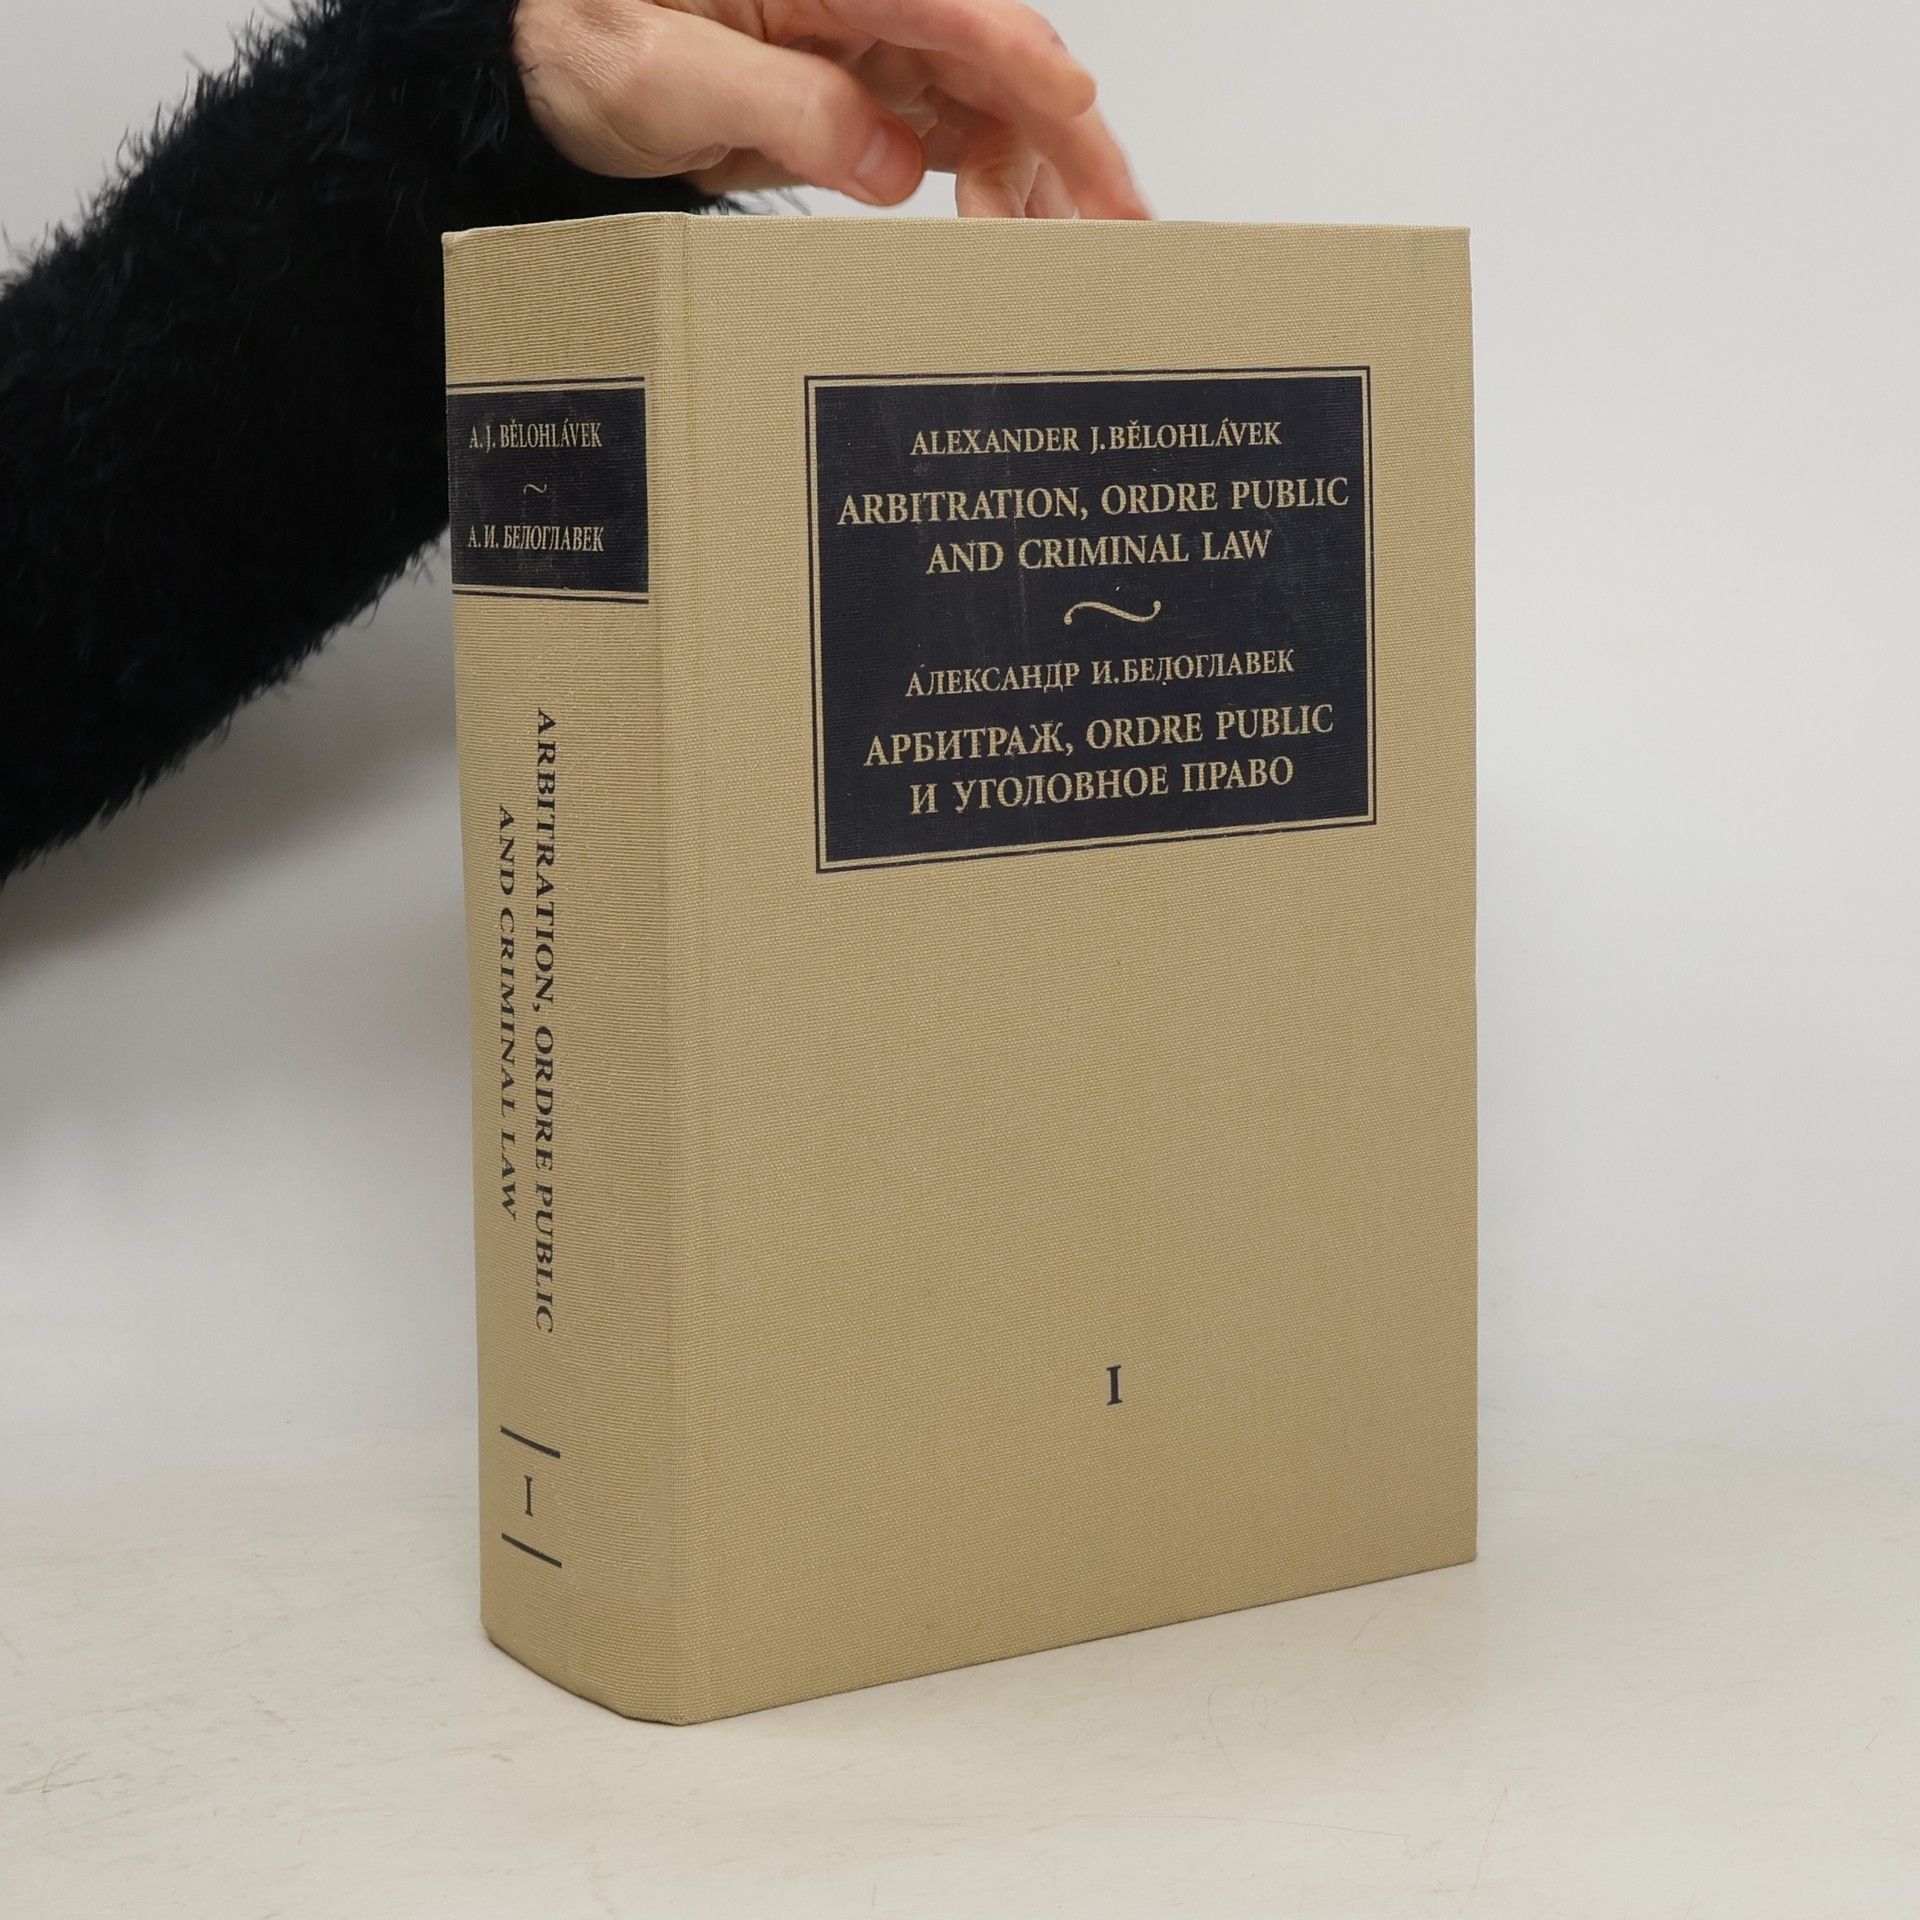 A. J. BĚLOHLÁVEK
~
А. И. БЕЛОГЛАВЕК
ARBITRATION, ORDRE PUBLIC
AND CRIMINAL LAW
I
ALEXANDER J. BĚLOHLÁVEK
ARBITRATION, ORDRE PUBLIC
AND CRIMINAL LAW
~
АЛЕКСАНДР И. БЕЛОГЛАВЕК
АРБИТРАЖ, ORDRE PUBLIC
И УГОЛОВНОЕ ПРАВО
I